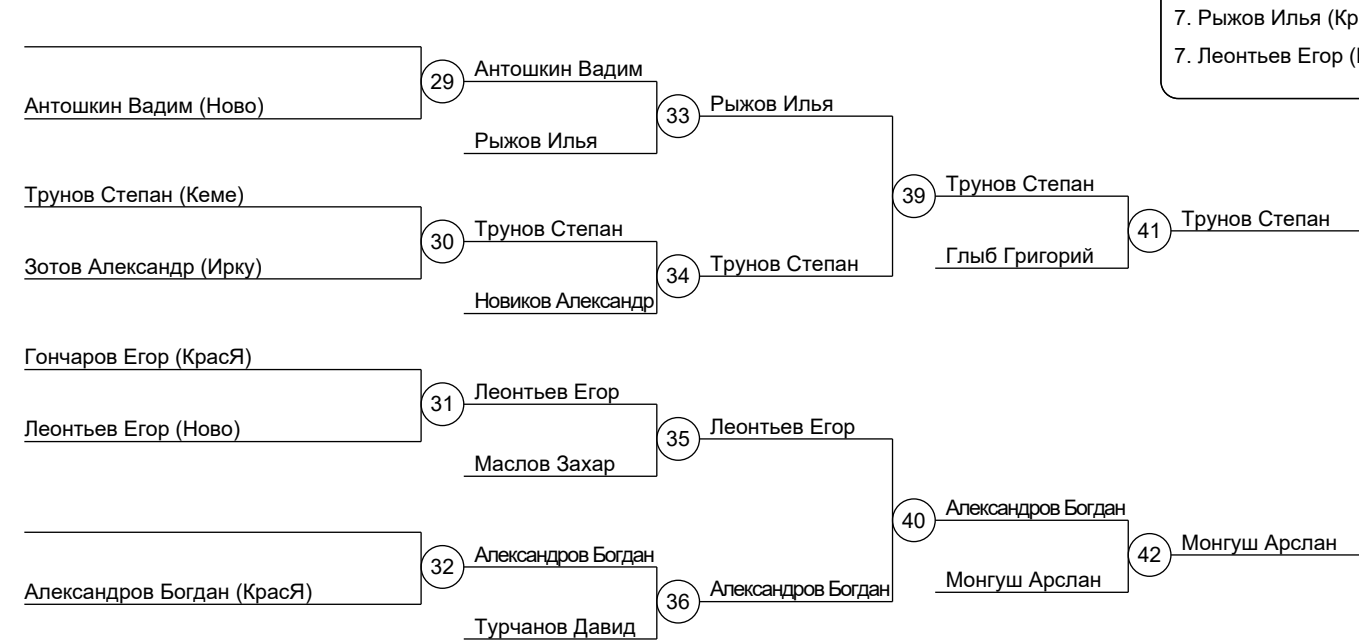 7. Рыжов Илья (Кр
7. Леонтьев Егор (
Антошкин Вадим (Ново)
29
Антошкин Вадим
Рыжов Илья
33
Рыжов Илья
Трунов Степан (Кеме)
Зотов Александр (Ирку)
30
Трунов Степан
Новиков Александр
34
Трунов Степан
39
Трунов Степан
Глыб Григорий
41
Трунов Степан
Гончаров Егор (КрасЯ)
Леонтьев Егор (Ново)
31
Леонтьев Егор
Маслов Захар
35
Леонтьев Егор
Александров Богдан (КрасЯ)
32
Александров Богдан
Турчанов Давид
36
Александров Богдан
40
Александров Богдан
Монгуш Арслан
42
Монгуш Арслан